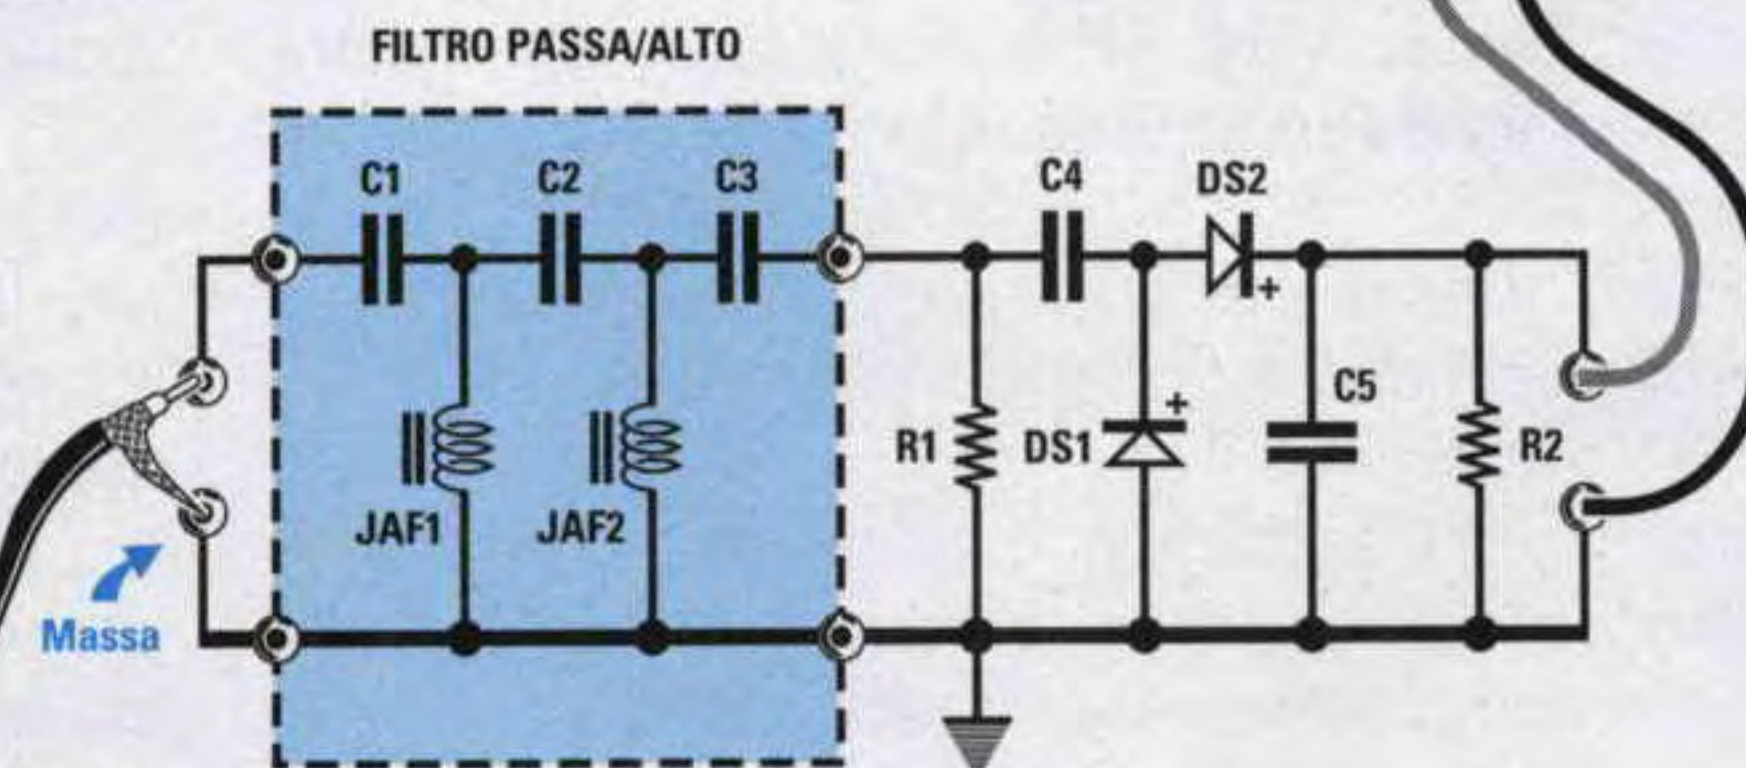 FILTRO PASSA/ALTO
C1
C2
C3
C4
DS2
+
C5
+
R1
DS1
R2
JAF1
JAF2
Massa